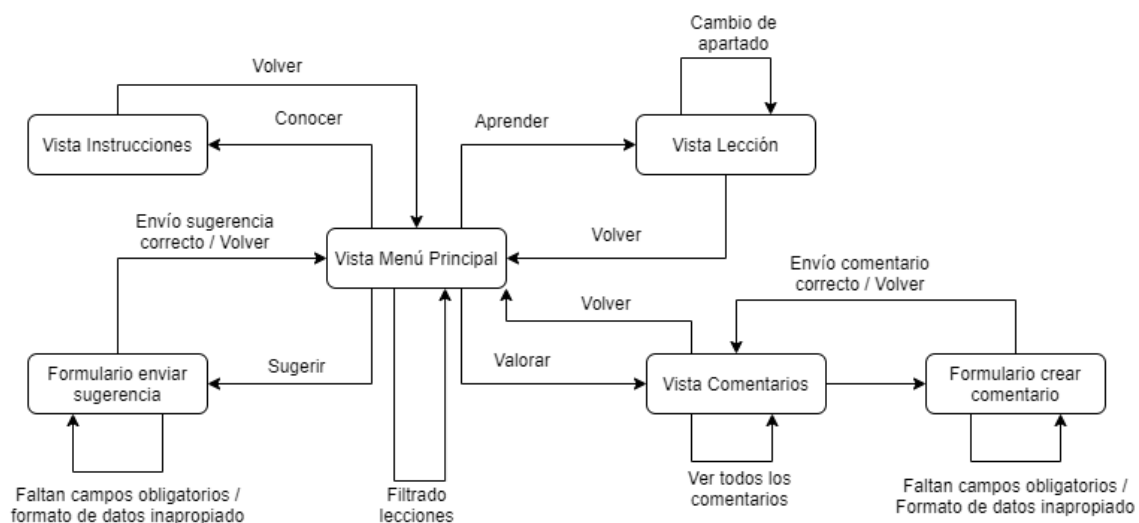 Cambio de
apartado
Volver
Conocer
Aprender
Vista Instrucciones
Vista Lección
Envío sugerencia
correcto / Volver
Vista Menú Principal
Volver
Envío comentario
correcto / Volver
Volver
Sugerir
Valorar
Formulario enviar
sugerencia
Vista Comentarios
Formulario crear
comentario
Faltan campos obligatorios /
formato de datos inapropiado
Filtrado
lecciones
Ver todos los
comentarios
Faltan campos obligatorios /
Formato de datos inapropiado